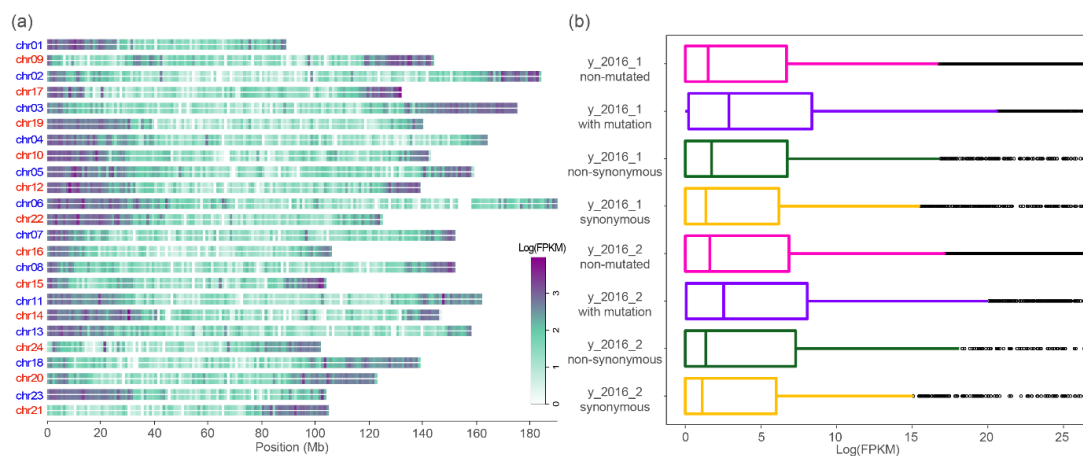 (a)
chr01
chr09
chr02
chr17
chr03
chr19
chr04
chr10
chr05
chr12
chr06
chr22
chr07
chr16
chr08
chr15
chr11
chr14
chr13
chr24
chr18
chr20
chr23
chr21
0 20 40 60 80 100 120 140 160 180
Position (Mb)
Log(FPKM)
3
2
1
0
(b)
y_2016_1
non-mutated
y_2016_1
with mutation
y_2016_1
non-synonymous
y_2016_1
synonymous
y_2016_2
non-mutated
y_2016_2
with mutation
y_2016_2
non-synonymous
y_2016_2
synonymous
0 5 10 15 20 25
Log(FPKM)